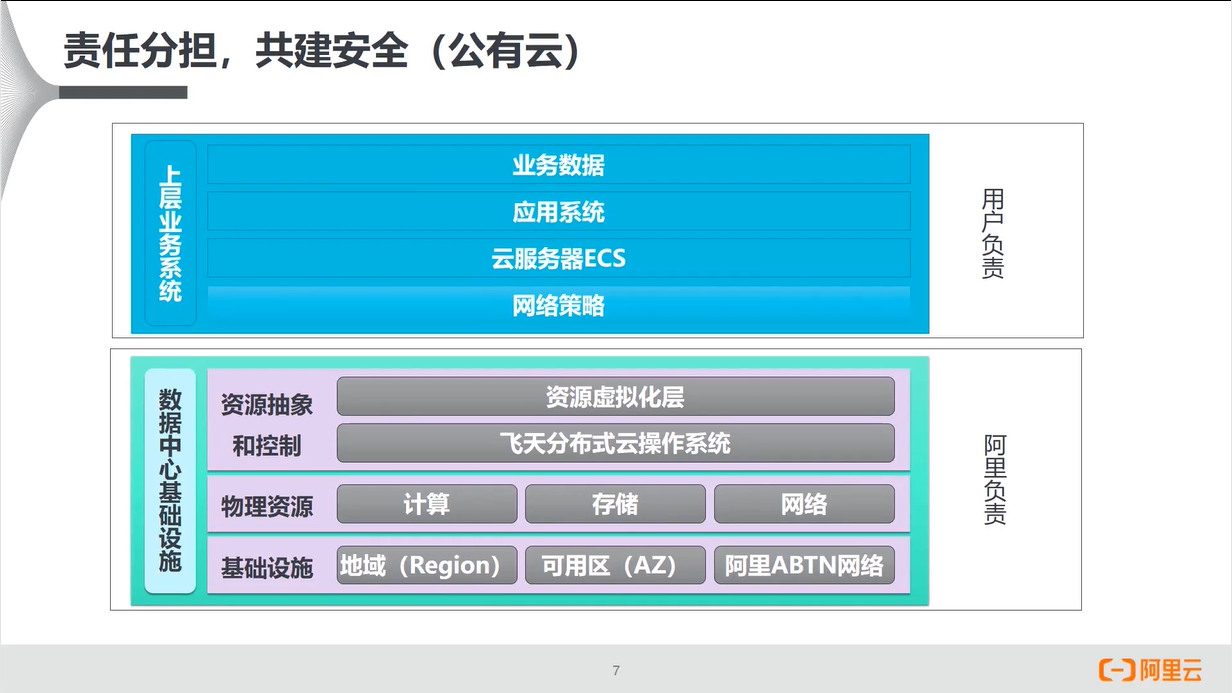 责任分担，共建安全（公有云）
上层业务系统
业务数据
应用系统
云服务器ECS
网络策略
用户负责
数据中心基础设施
资源抽象
和控制
资源虚拟化层
飞天分布式云操作系统
物理资源
计算
存储
网络
基础设施
地域（Region）
可用区（AZ）
阿里ABTN网络
阿里负责
7
阿里云